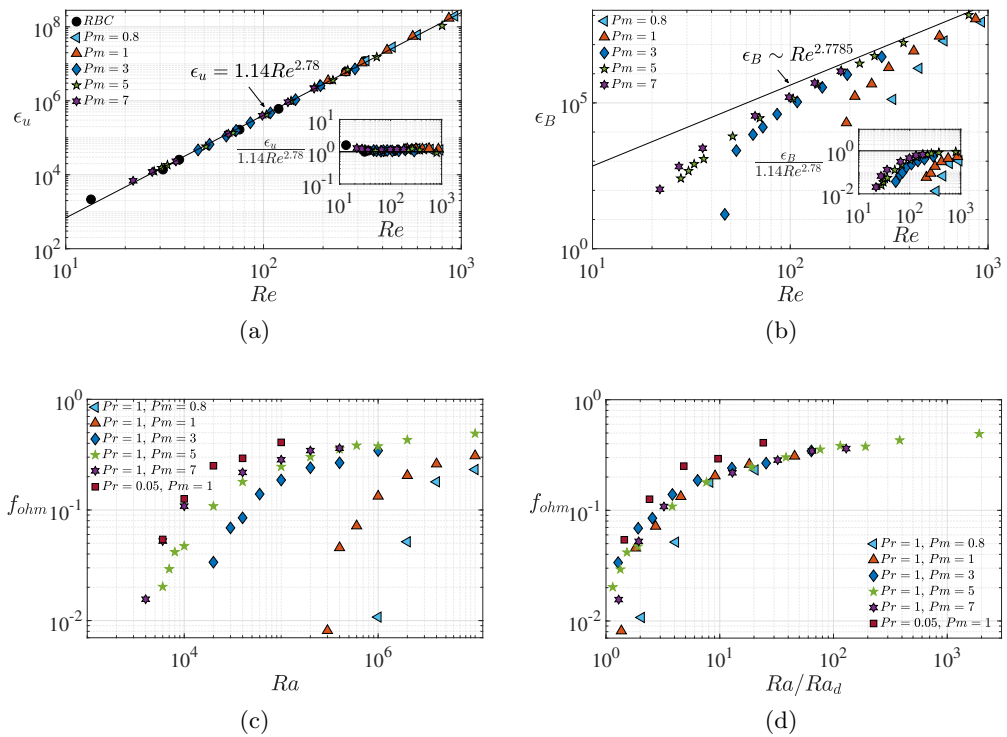 10^8
10^6
10^4
10^2
ϵ_u
RBC
Pm = 0.8
Pm = 1
Pm = 3
Pm = 5
Pm = 7
ϵ_u = 1.14Re^2.78
ϵ_u / 1.14Re^2.78
10^1
10^0
10^-1
10^1 10^2 10^3
Re
10^1 10^2 10^3
Re
(a)
10^5
10^0
ϵ_B
Pm = 0.8
Pm = 1
Pm = 3
Pm = 5
Pm = 7
ϵ_B ∼ Re^2.7785
ϵ_B / 1.14Re^2.78
10^0
10^-2
10^1 10^2 10^3
Re
10^1 10^2 10^3
Re
(b)
10^0
10^-1
10^-2
f_ohm
Pr = 1, Pm = 0.8
Pr = 1, Pm = 1
Pr = 1, Pm = 3
Pr = 1, Pm = 5
Pr = 1, Pm = 7
Pr = 0.05, Pm = 1
10^4 10^6
Ra
(c)
10^0
10^-1
10^-2
f_ohm
Pr = 1, Pm = 0.8
Pr = 1, Pm = 1
Pr = 1, Pm = 3
Pr = 1, Pm = 5
Pr = 1, Pm = 7
Pr = 0.05, Pm = 1
10^0 10^1 10^2 10^3
Ra/Ra_d
(d)